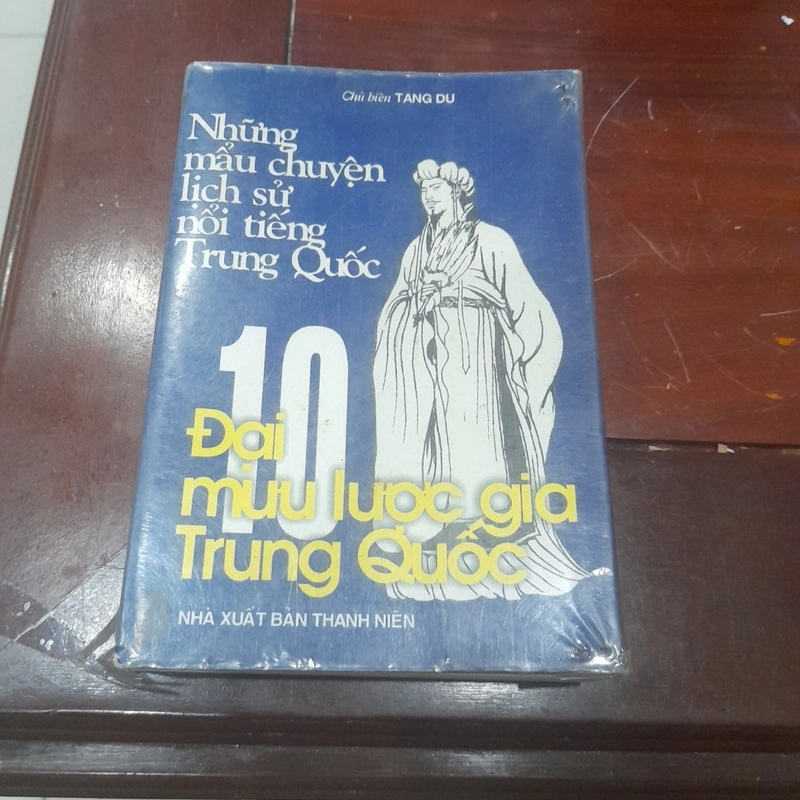 Chủ biên TANG DU
Những
mẩu chuyện
lịch sử
nổi tiếng
Trung Quốc
10
Đại
mưu lược gia
Trung Quốc
NHÀ XUẤT BẢN THANH NIÊN